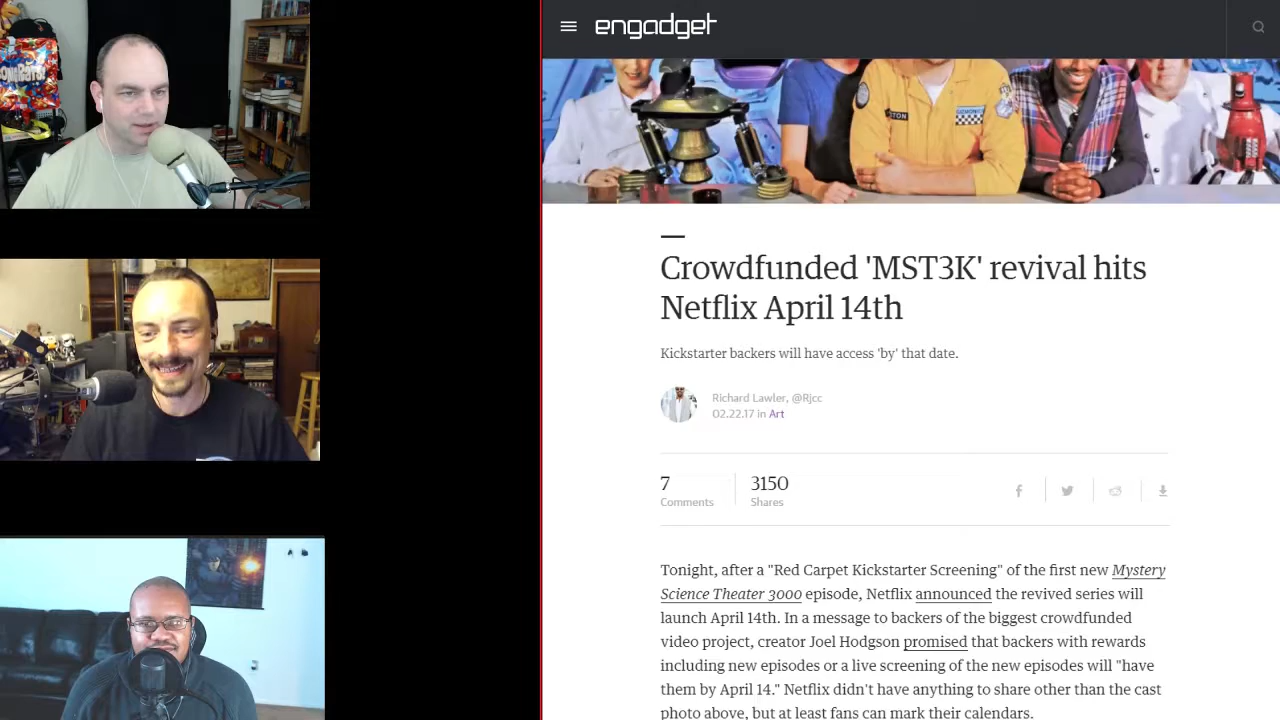 CONGRATS!
engadget
Crowdfunded 'MST3K' revival hits
Netflix April 14th
Kickstarter backers will have access 'by' that date.
Richard Lawler, @Rjcc
02.22.17 in Art
7
Comments
3150
Shares
Tonight, after a "Red Carpet Kickstarter Screening" of the first new Mystery
Science Theater 3000 episode, Netflix announced the revived series will
launch April 14th. In a message to backers of the biggest crowdfunded
video project, creator Joel Hodgson promised that backers with rewards
including new episodes or a live screening of the new episodes will "have
them by April 14." Netflix didn't have anything to share other than the cast
photo above, but at least fans can mark their calendars.